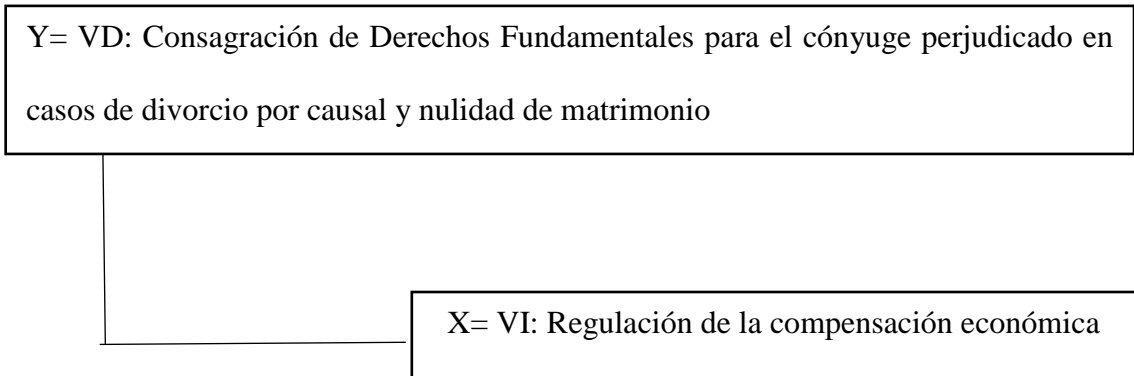 Y= VD: Consagración de Derechos Fundamentales para el cónyuge perjudicado en
casos de divorcio por causal y nulidad de matrimonio
X= VI: Regulación de la compensación económica